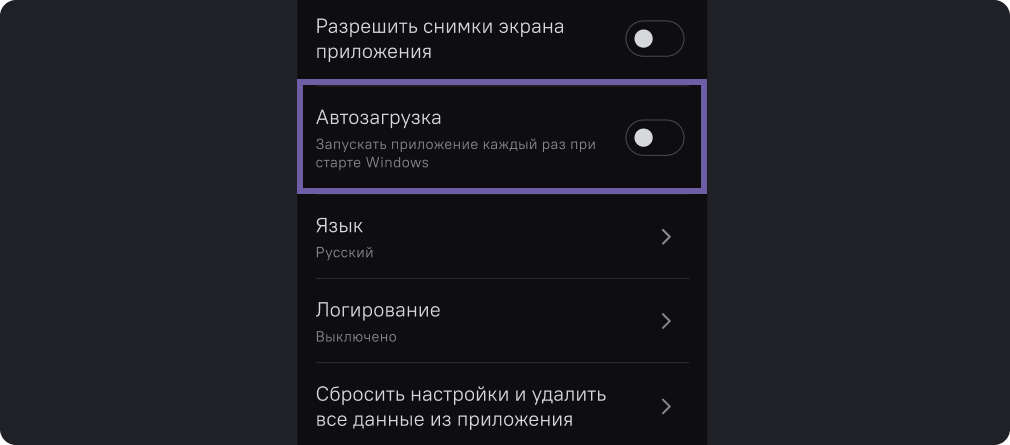 Разрешить снимки экрана
приложения
Автозагрузка
Запускать приложение каждый раз при
старте Windows
Язык
Русский
Логирование
Выключено
Сбросить настройки и удалить
все данные из приложения